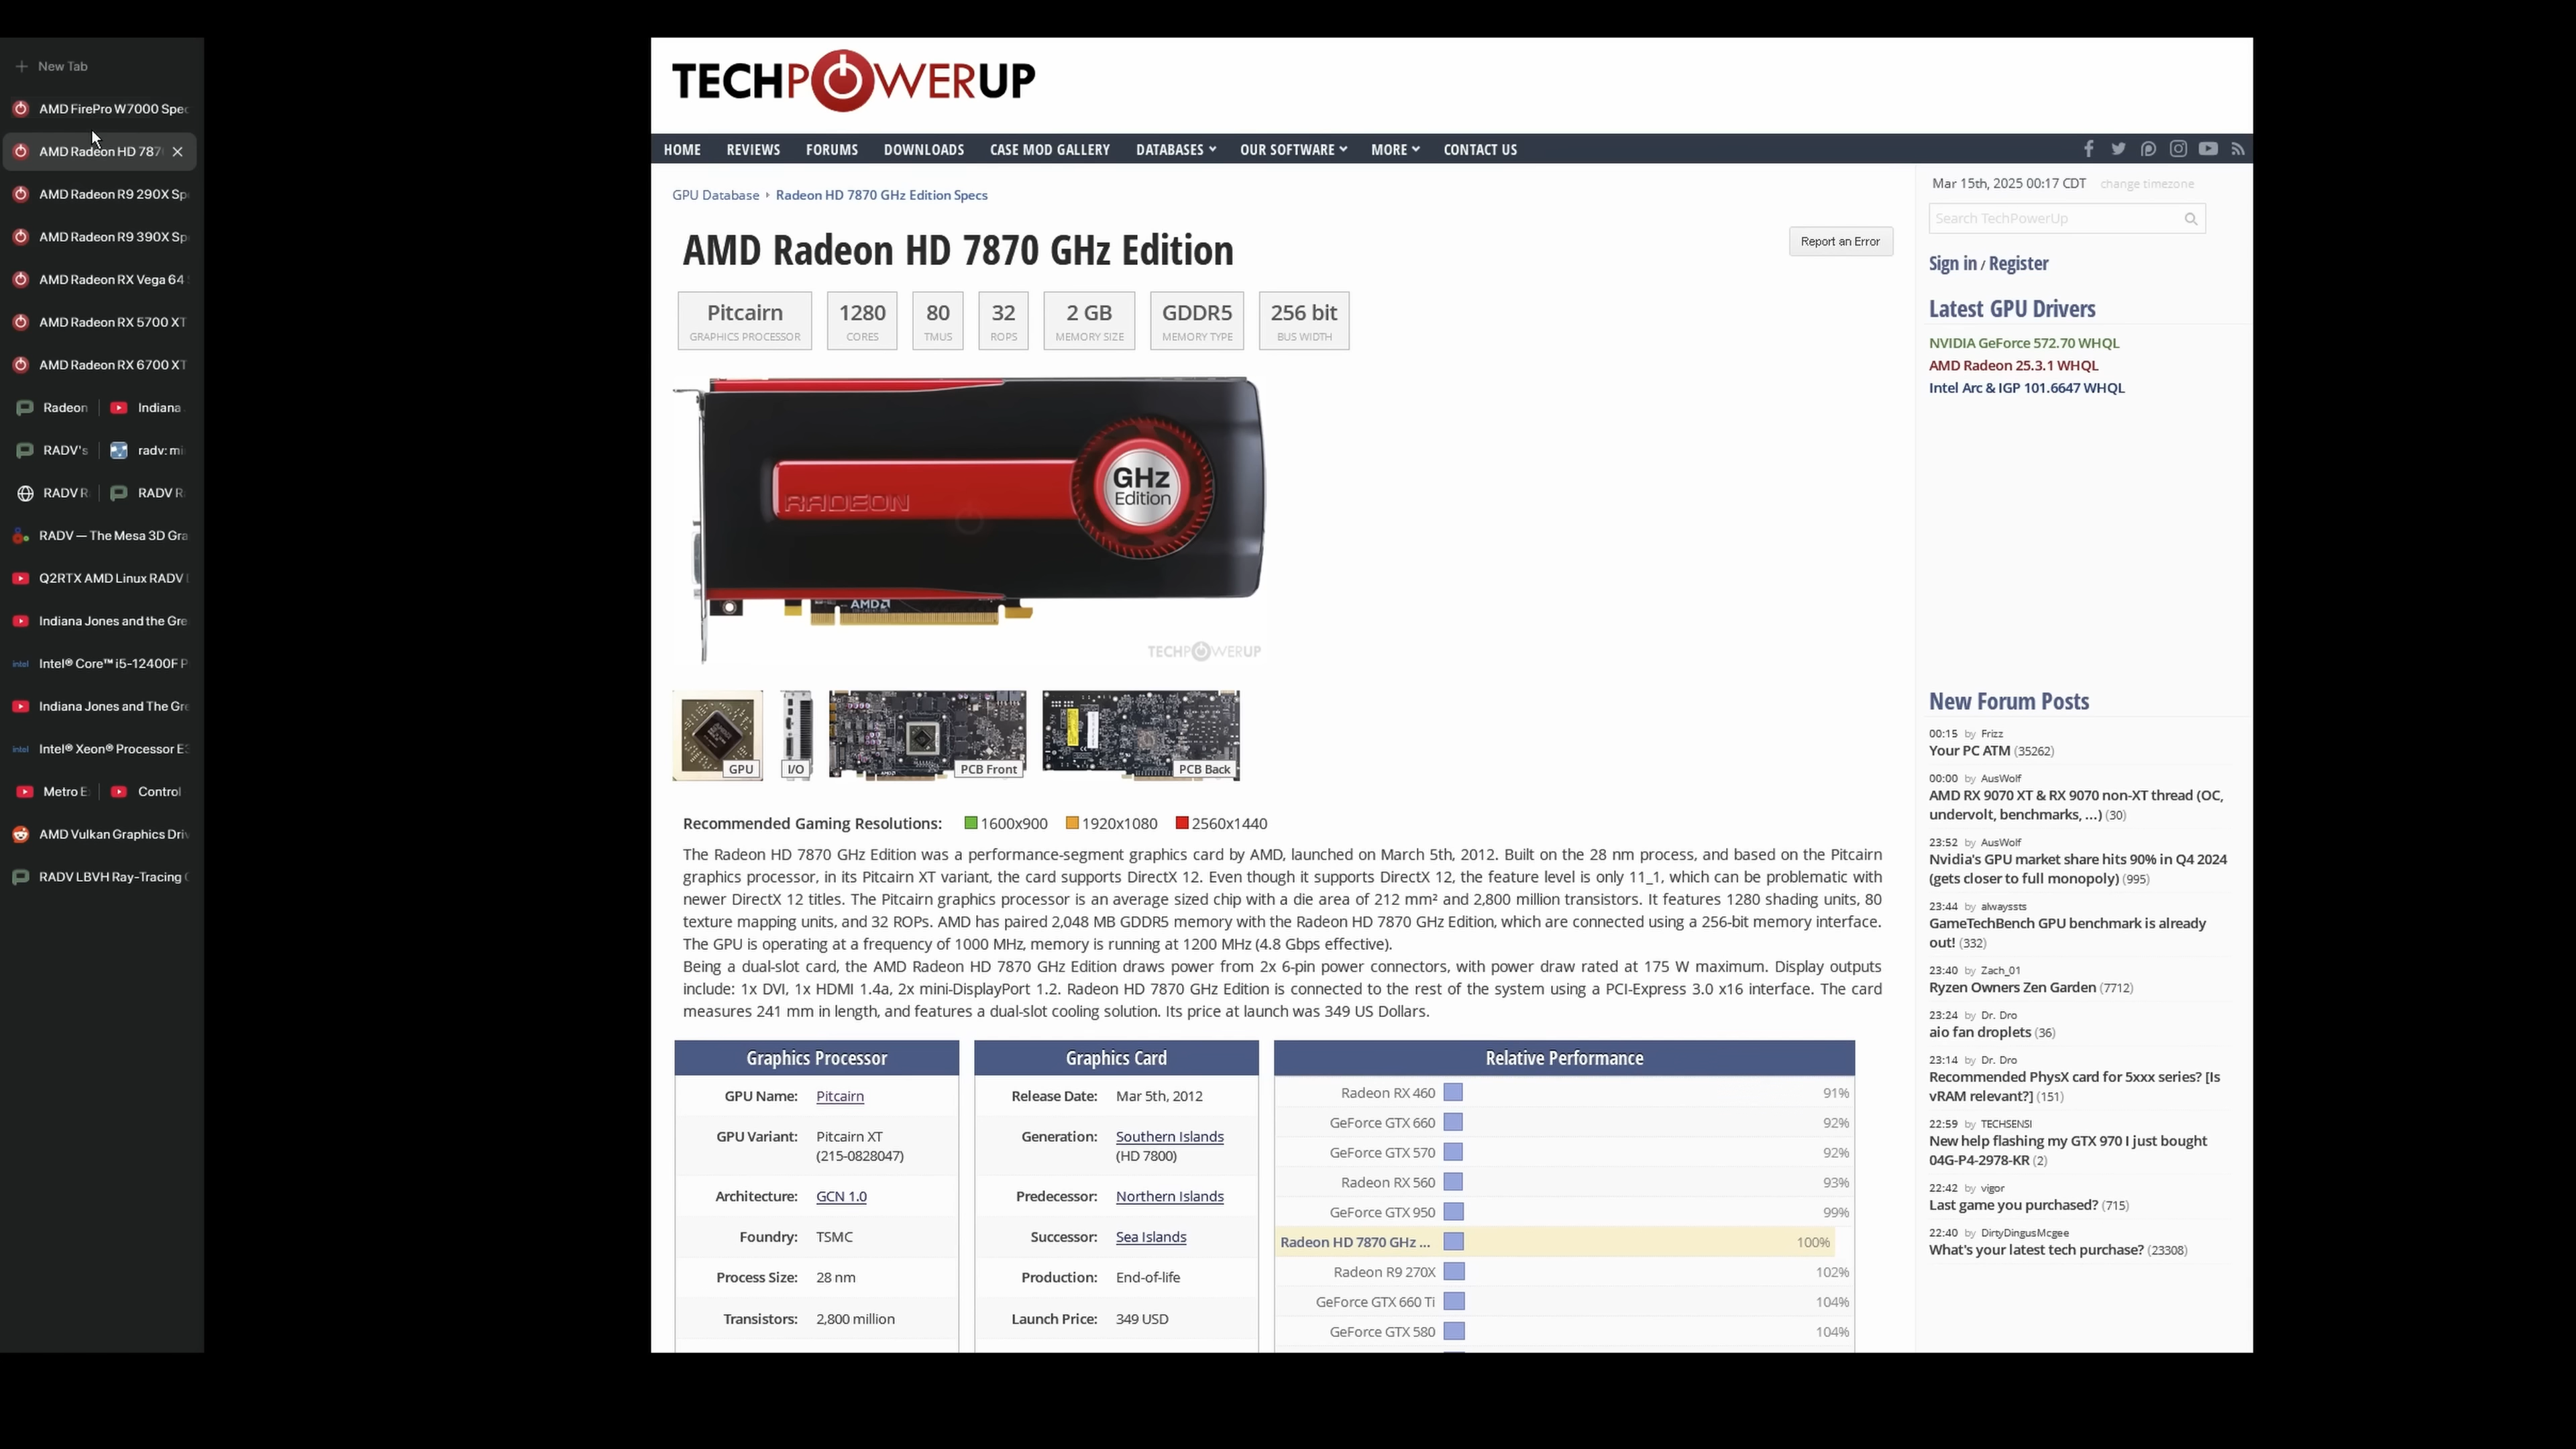 New Tab
AMD FirePro W7000 Spec
AMD Radeon HD 787
AMD Radeon R9 290X Sp
AMD Radeon R9 390X Sp
AMD Radeon RX Vega 64
AMD Radeon RX 5700 XT
AMD Radeon RX 6700 XT
Radeon Indiana
RADV's radv: mi
RADV R RADV R
RADV — The Mesa 3D Gra
Q2RTX AMD Linux RADV
Indiana Jones and the Gre
intel Intel® Core™ i5-12400F P
Indiana Jones and The Gre
intel Intel® Xeon® Processor E3
Metro E Control
AMD Vulkan Graphics Driv
RADV LBVH Ray-Tracing
TECHPOWERUP
HOME REVIEWS FORUMS DOWNLOADS CASE MOD GALLERY DATABASES OUR SOFTWARE MORE CONTACT US
GPU Database Radeon HD 7870 GHz Edition Specs
AMD Radeon HD 7870 GHz Edition
Report an Error
Pitcairn 1280 80 32 2 GB GDDR5 256 bit
GRAPHICS PROCESSOR CORES TMUS ROPS MEMORY SIZE MEMORY TYPE BUS WIDTH
GHz
Edition
RADEON
AMD
TECHPOWERUP
GPU I/O PCB Front PCB Back
Recommended Gaming Resolutions: 1600x900 1920x1080 2560x1440
The Radeon HD 7870 GHz Edition was a performance-segment graphics card by AMD, launched on March 5th, 2012. Built on the 28 nm process, and based on the Pitcairn
graphics processor, in its Pitcairn XT variant, the card supports DirectX 12. Even though it supports DirectX 12, the feature level is only 11_1, which can be problematic with
newer DirectX 12 titles. The Pitcairn graphics processor is an average sized chip with a die area of 212 mm² and 2,800 million transistors. It features 1280 shading units, 80
texture mapping units, and 32 ROPs. AMD has paired 2,048 MB GDDR5 memory with the Radeon HD 7870 GHz Edition, which are connected using a 256-bit memory interface.
The GPU is operating at a frequency of 1000 MHz, memory is running at 1200 MHz (4.8 Gbps effective).
Being a dual-slot card, the AMD Radeon HD 7870 GHz Edition draws power from 2x 6-pin power connectors, with power draw rated at 175 W maximum. Display outputs
include: 1x DVI, 1x HDMI 1.4a, 2x mini-DisplayPort 1.2. Radeon HD 7870 GHz Edition is connected to the rest of the system using a PCI-Express 3.0 x16 interface. The card
measures 241 mm in length, and features a dual-slot cooling solution. Its price at launch was 349 US Dollars.
Graphics Processor
GPU Name: Pitcairn
GPU Variant: Pitcairn XT
(215-0828047)
Architecture: GCN 1.0
Foundry: TSMC
Process Size: 28 nm
Transistors: 2,800 million
Graphics Card
Release Date: Mar 5th, 2012
Generation: Southern Islands
(HD 7800)
Predecessor: Northern Islands
Successor: Sea Islands
Production: End-of-life
Launch Price: 349 USD
Relative Performance
Radeon RX 460 91%
GeForce GTX 660 92%
GeForce GTX 570 92%
Radeon RX 560 93%
GeForce GTX 950 99%
Radeon HD 7870 GHz ... 100%
Radeon R9 270X 102%
GeForce GTX 660 Ti 104%
GeForce GTX 580 104%
Mar 15th, 2025 00:17 CDT change timezone
Search TechPowerUp
Sign in / Register
Latest GPU Drivers
NVIDIA GeForce 572.70 WHQL
AMD Radeon 25.3.1 WHQL
Intel Arc & IGP 101.6647 WHQL
New Forum Posts
00:15 by Frizz
Your PC ATM (35262)
00:00 by AusWolf
AMD RX 9070 XT & RX 9070 non-XT thread (OC,
undervolt, benchmarks, ...) (30)
23:52 by AusWolf
Nvidia's GPU market share hits 90% in Q4 2024
(gets closer to full monopoly) (995)
23:44 by alwayssts
GameTechBench GPU benchmark is already
out! (332)
23:40 by Zach_01
Ryzen Owners Zen Garden (7712)
23:24 by Dr. Dro
aio fan droplets (36)
23:14 by Dr. Dro
Recommended PhysX card for 5xxx series? [Is
vRAM relevant?] (151)
22:59 by TECHSENSI
New help flashing my GTX 970 I just bought
04G-P4-2978-KR (2)
22:42 by vigor
Last game you purchased? (715)
22:40 by DirtyDingusMcgee
What's your latest tech purchase? (23308)